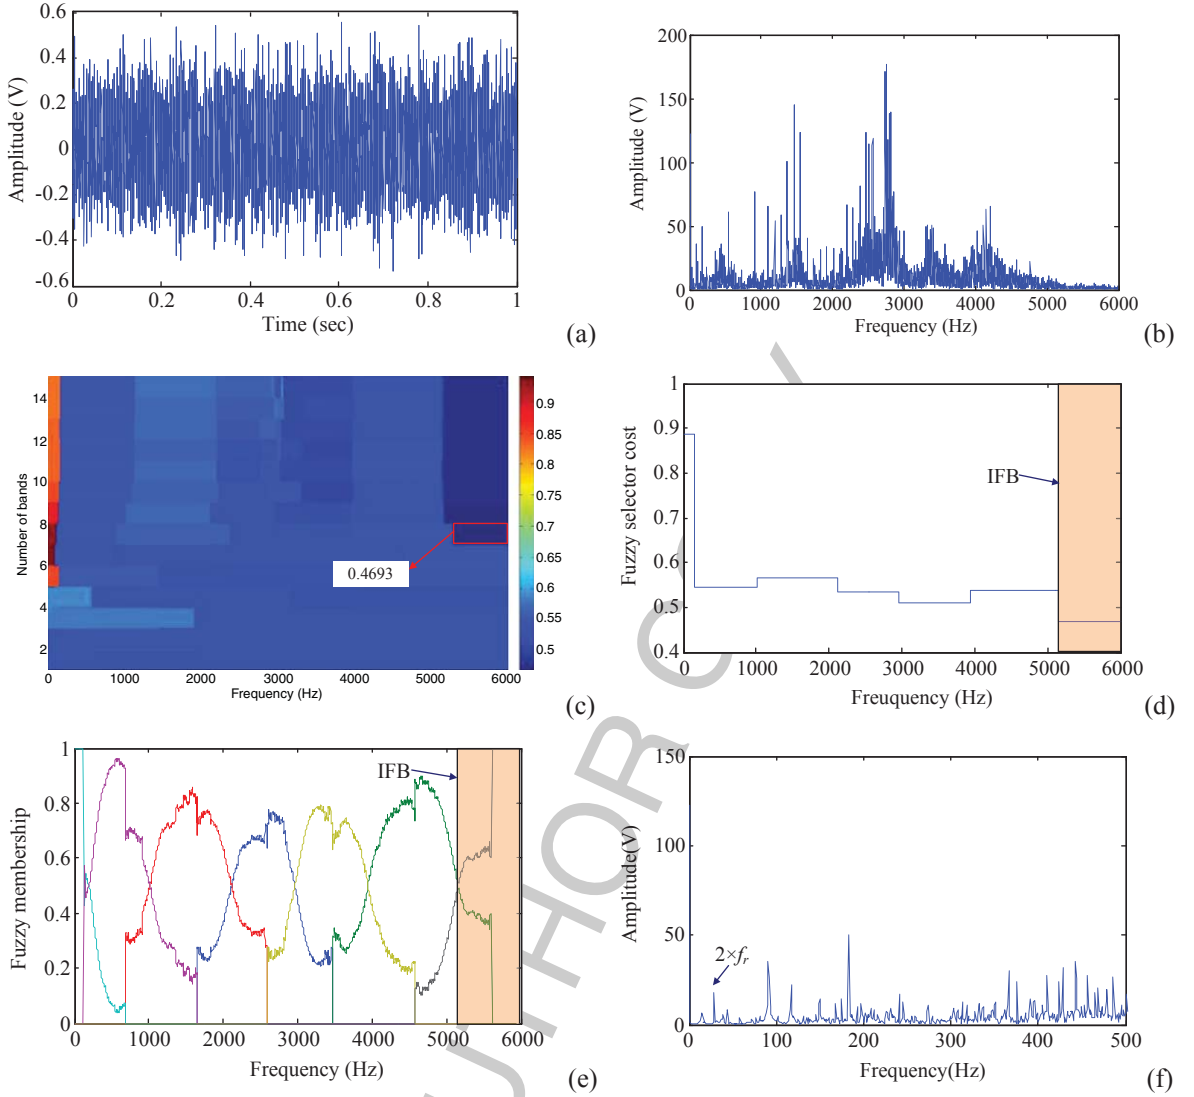 0.6
0.4
0.2
0
-0.2
-0.4
-0.6
Amplitude (V)
0 0.2 0.4 0.6 0.8 1
Time (sec)
(a)
200
150
100
50
0
Amplitude (V)
0 1000 2000 3000 4000 5000 6000
Frequency (Hz)
(b)
14
12
10
8
6
4
2
Number of bands
0.4693
0 1000 2000 3000 4000 5000 6000
Frequency (Hz)
0.9
0.85
0.8
0.75
0.7
0.65
0.6
0.55
0.5
(c)
1
0.9
0.8
0.7
0.6
0.5
0.4
Fuzzy selector cost
IFB
0 1000 2000 3000 4000 5000 6000
Freuquency (Hz)
(d)
1
0.8
0.6
0.4
0.2
0
Fuzzy membership
IFB
0 1000 2000 3000 4000 5000 6000
Frequency (Hz)
(e)
150
100
50
0
Amplitude(V)
2×fr
0 100 200 300 400 500
Frequency(Hz)
(f)
UTHOR C